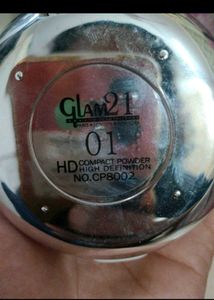 GLAM21
01
HD COMPACT POWDER
HIGH DEFINITION
NO.CP8002